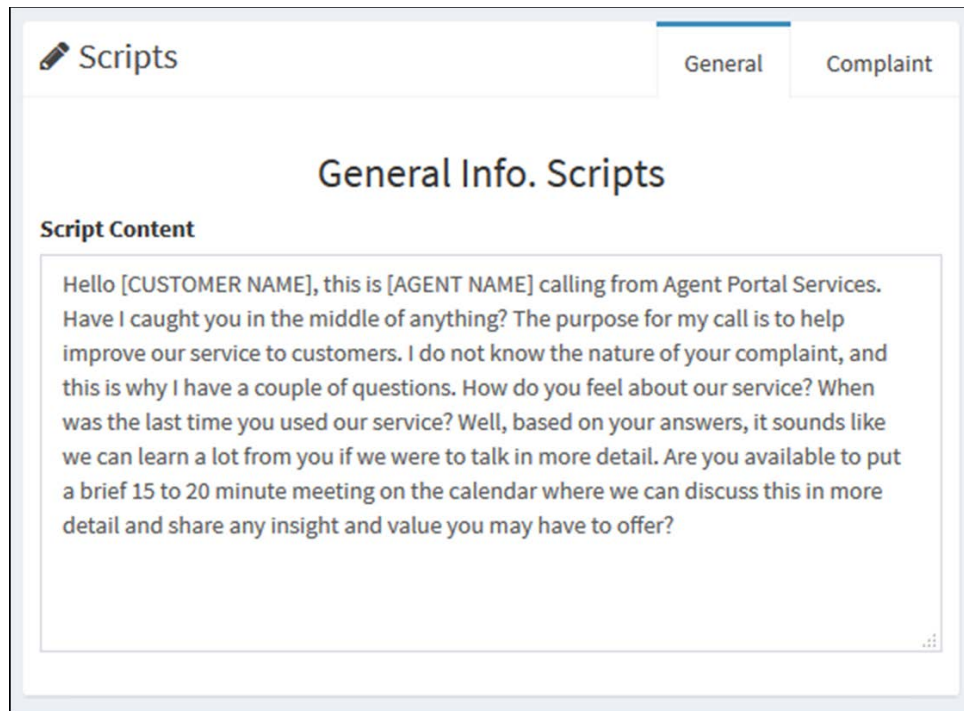 Scripts
General
Complaint
General Info. Scripts
Script Content
Hello [CUSTOMER NAME], this is [AGENT NAME] calling from Agent Portal Services.
Have I caught you in the middle of anything? The purpose for my call is to help
improve our service to customers. I do not know the nature of your complaint, and
this is why I have a couple of questions. How do you feel about our service? When
was the last time you used our service? Well, based on your answers, it sounds like
we can learn a lot from you if we were to talk in more detail. Are you available to put
a brief 15 to 20 minute meeting on the calendar where we can discuss this in more
detail and share any insight and value you may have to offer?